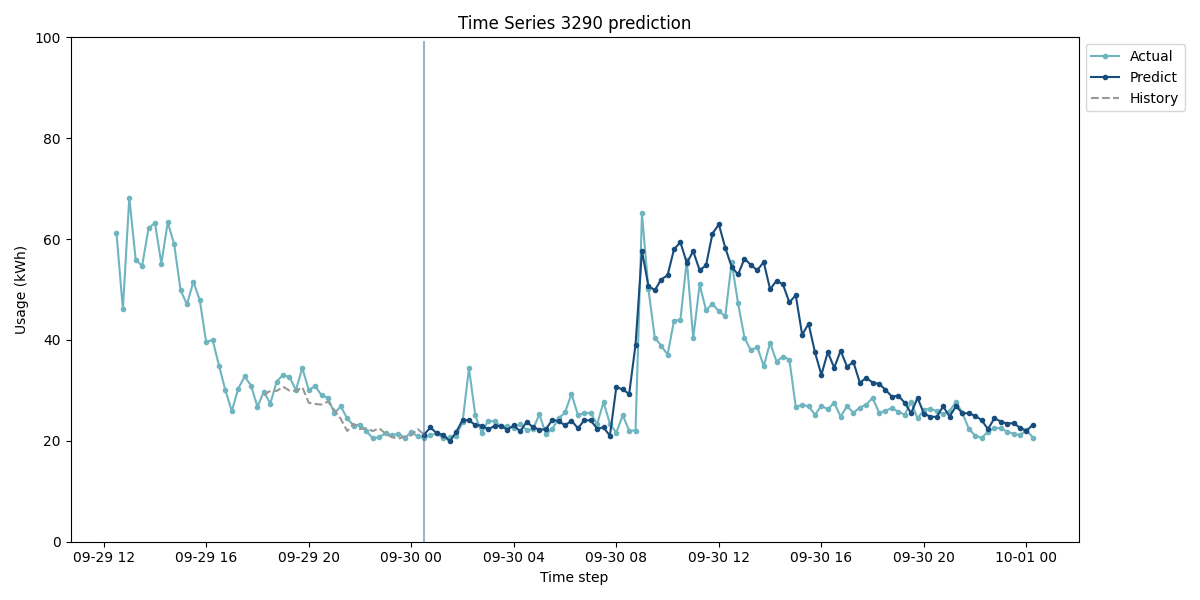 Time Series 3290 prediction
100
80
60
40
20
0
Usage (kWh)
09-29 12
09-29 16
09-29 20
09-30 00
09-30 04
09-30 08
09-30 12
09-30 16
09-30 20
10-01 00
Time step
Actual
Predict
History